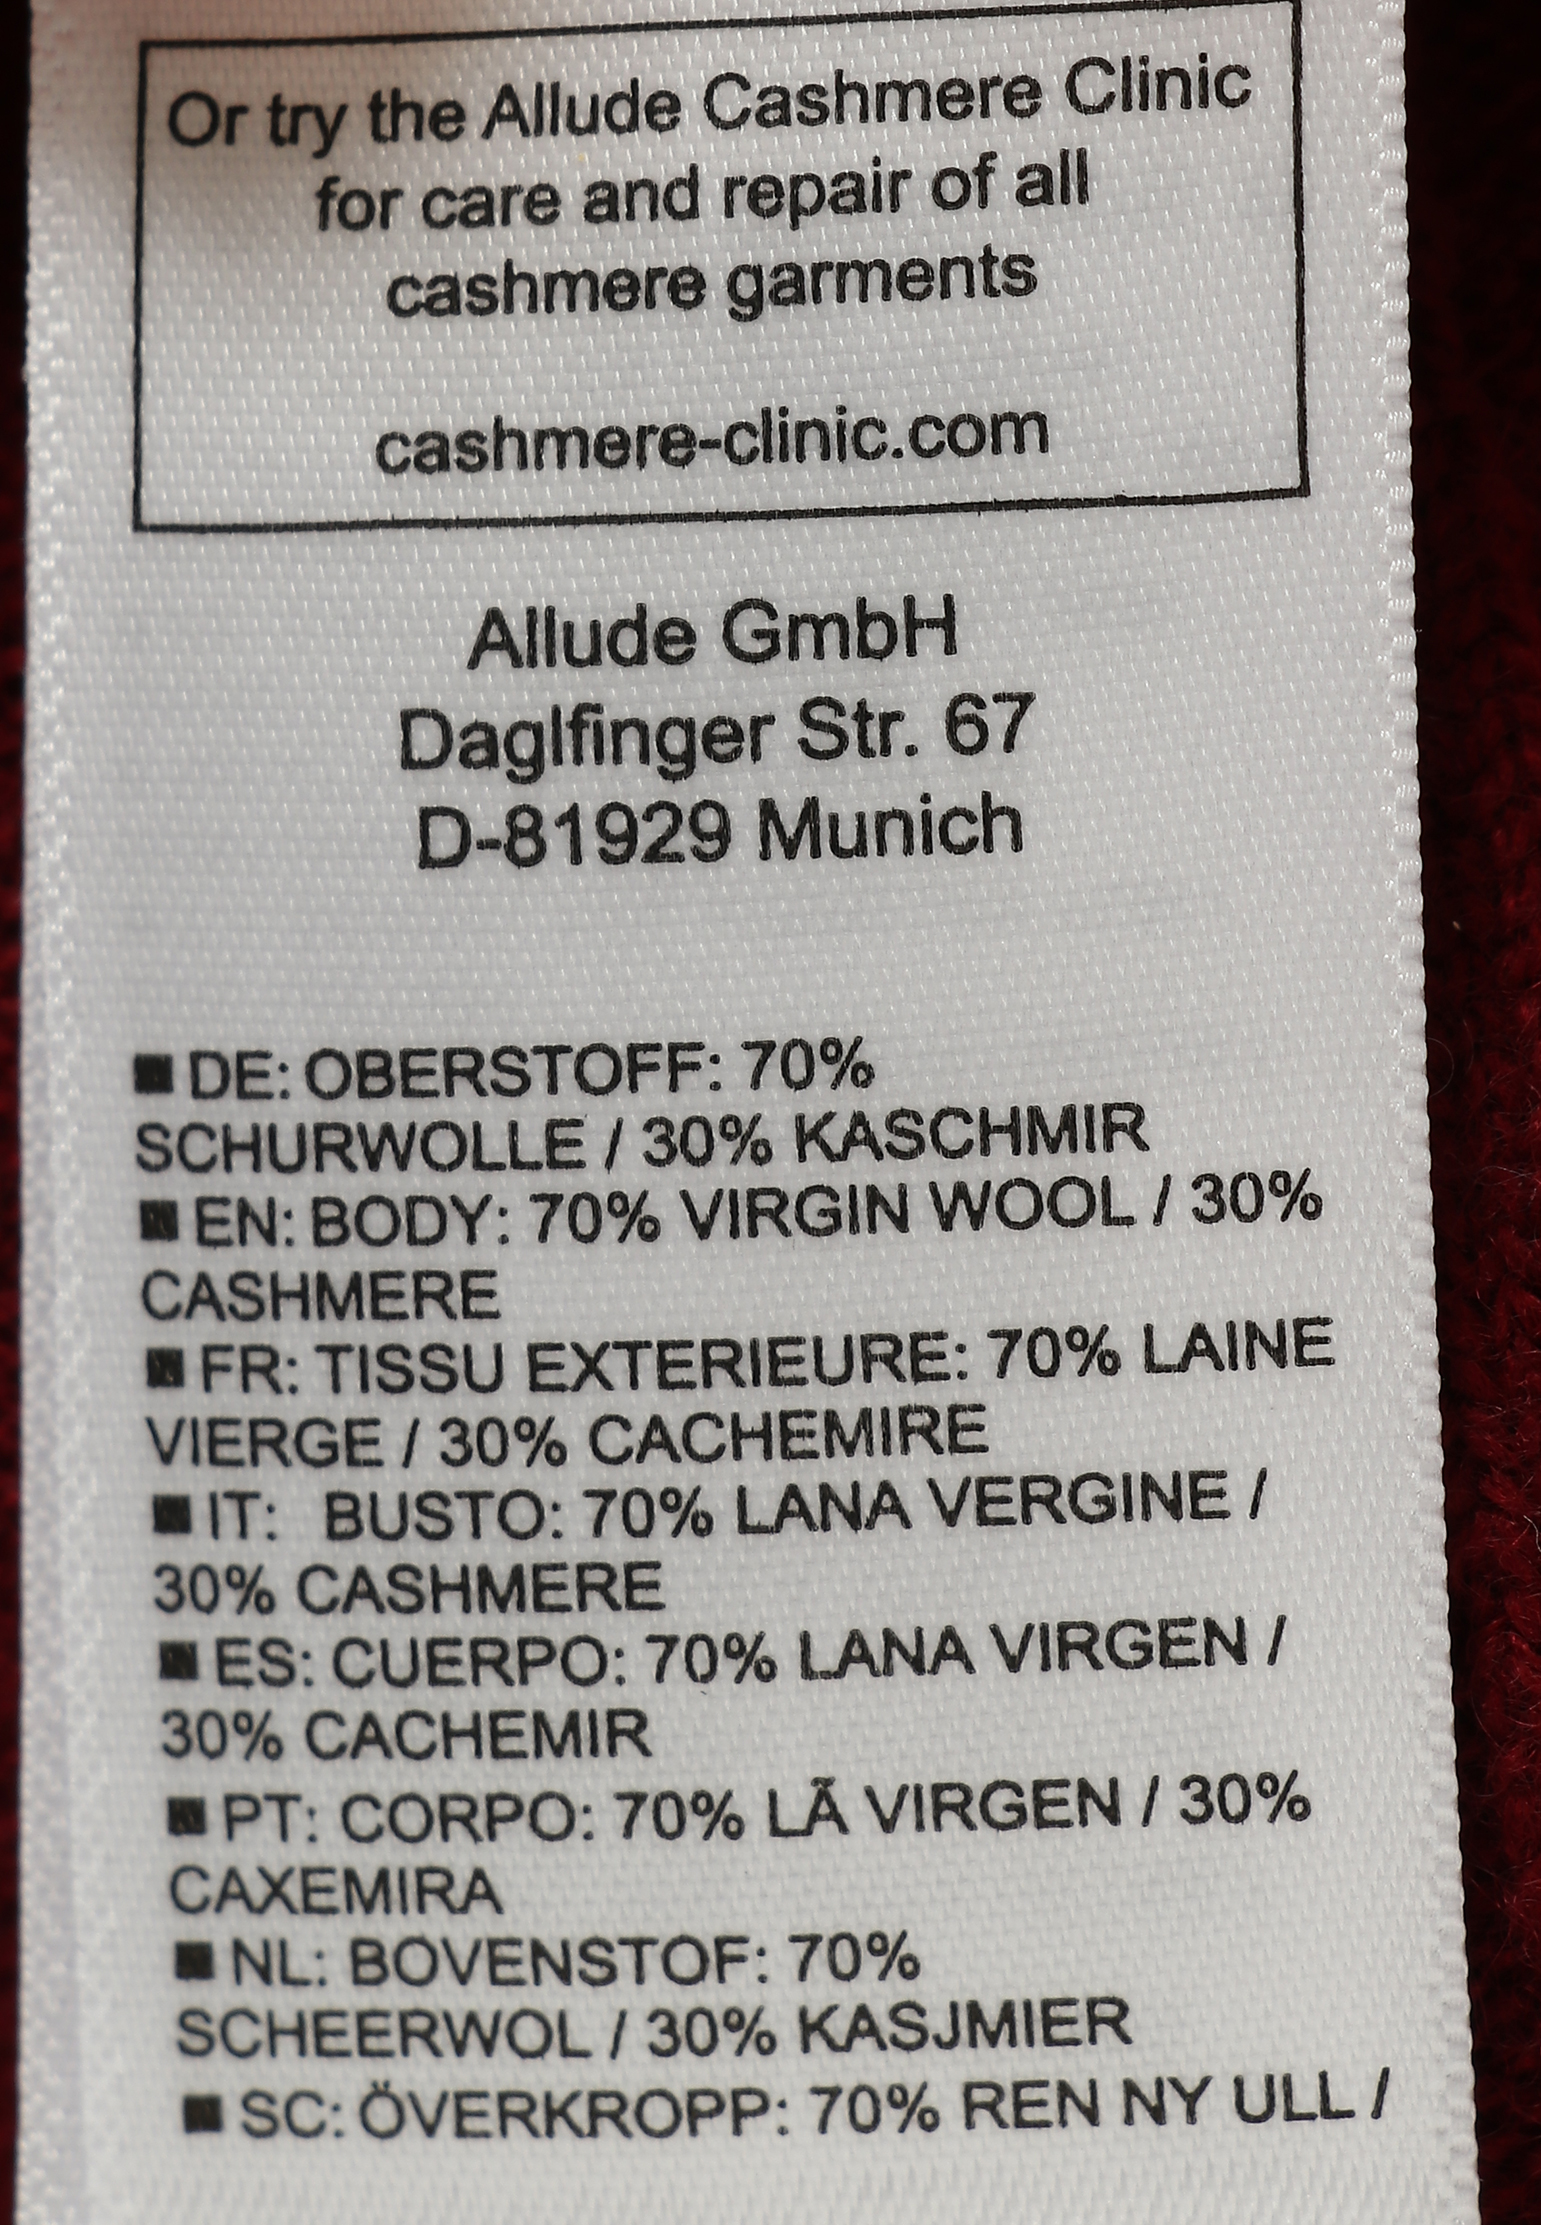 Or try the Allude Cashmere Clinic
for care and repair of all
cashmere garments
cashmere-clinic.com
Allude GmbH
Daglfinger Str. 67
D-81929 Munich
■ DE: OBERSTOFF: 70%
SCHURWOLLE / 30% KASCHMIR
■ EN: BODY: 70% VIRGIN WOOL / 30%
CASHMERE
■ FR: TISSU EXTERIEURE: 70% LAINE
VIERGE / 30% CACHEMIRE
■ IT: BUSTO: 70% LANA VERGINE /
30% CASHMERE
■ ES: CUERPO: 70% LANA VIRGEN /
30% CACHEMIR
■ PT: CORPO: 70% LÃ VIRGEN / 30%
CAXEMIRA
■ NL: BOVENSTOF: 70%
SCHEERWOL / 30% KASJMIER
■ SC: ÖVERKROPP: 70% REN NY ULL /